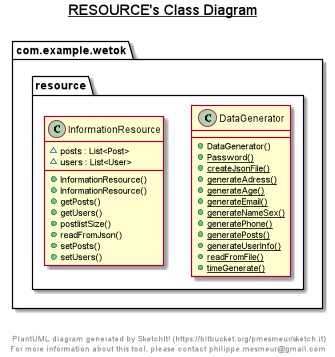 RESOURCE's Class Diagram
com.example.wetok
resource
C InformationResource
posts : List<Post>
users : List<User>
InformationResource()
InformationResource()
getPosts()
getUsers()
postlistSize()
readFromJson()
setPosts()
setUsers()
C DataGenerator
DataGenerator()
Password()
createJsonFile()
generateAdress()
generateAge()
generateEmail()
generateNameSex()
generatePhone()
generatePosts()
generateUserInfo()
readFromFile()
timeGenerate()
PlantUML diagram generated by SketchIt! (https://bitbucket.org/pmesmeur/sketch.it)
For more information about this tool, please contact philippe.mesmeur@gmail.com